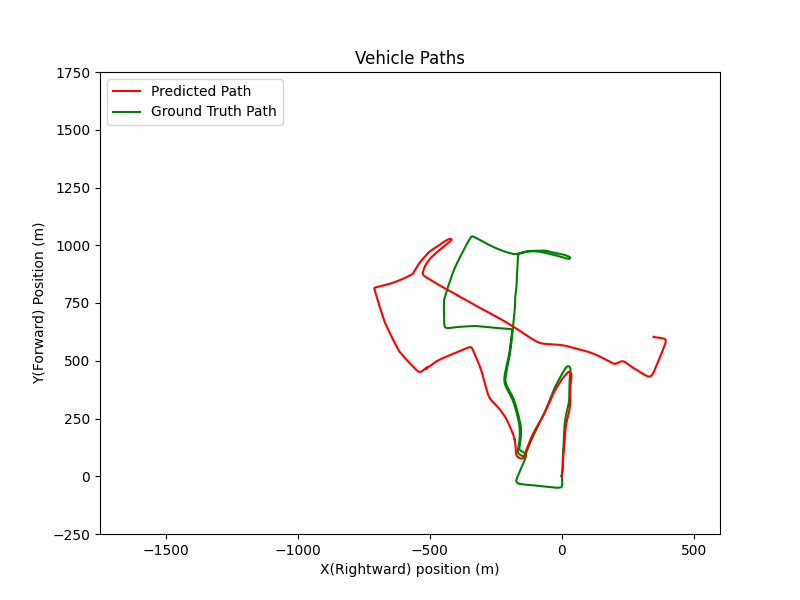 Vehicle Paths
Predicted Path
Ground Truth Path
1750
1500
1250
1000
750
500
250
0
−250
−1500
−1000
−500
0
500
X(Rightward) position (m)
Y(Forward) Position (m)